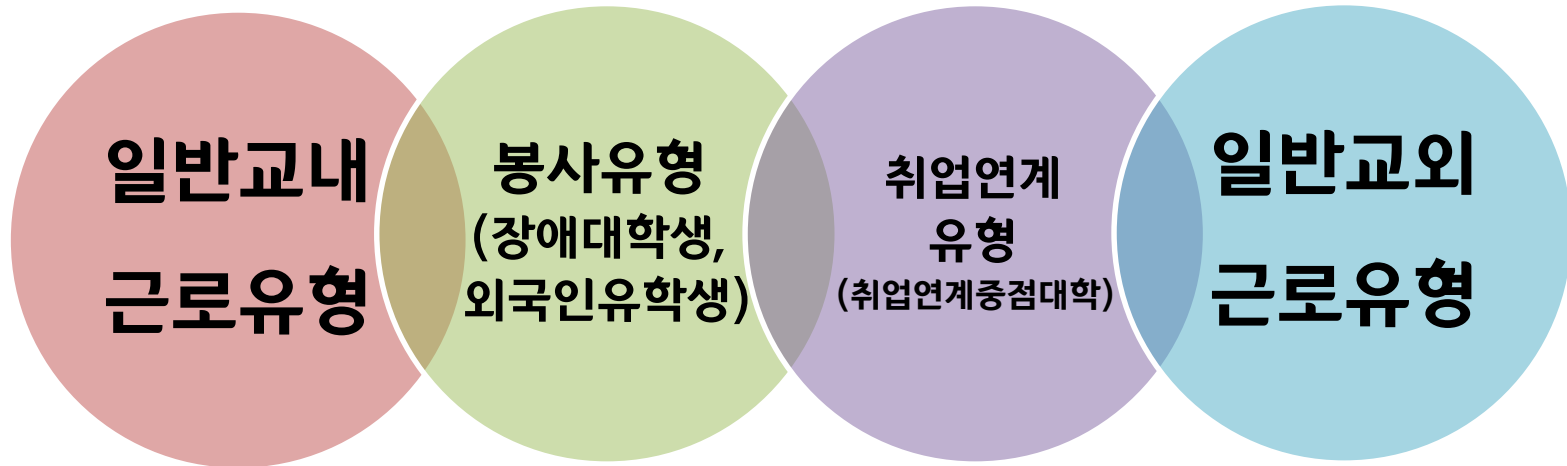 일반교내
근로유형
봉사유형
(장애대학생,
외국인유학생)
취업연계
유형
(취업연계중점대학)
일반교외
근로유형